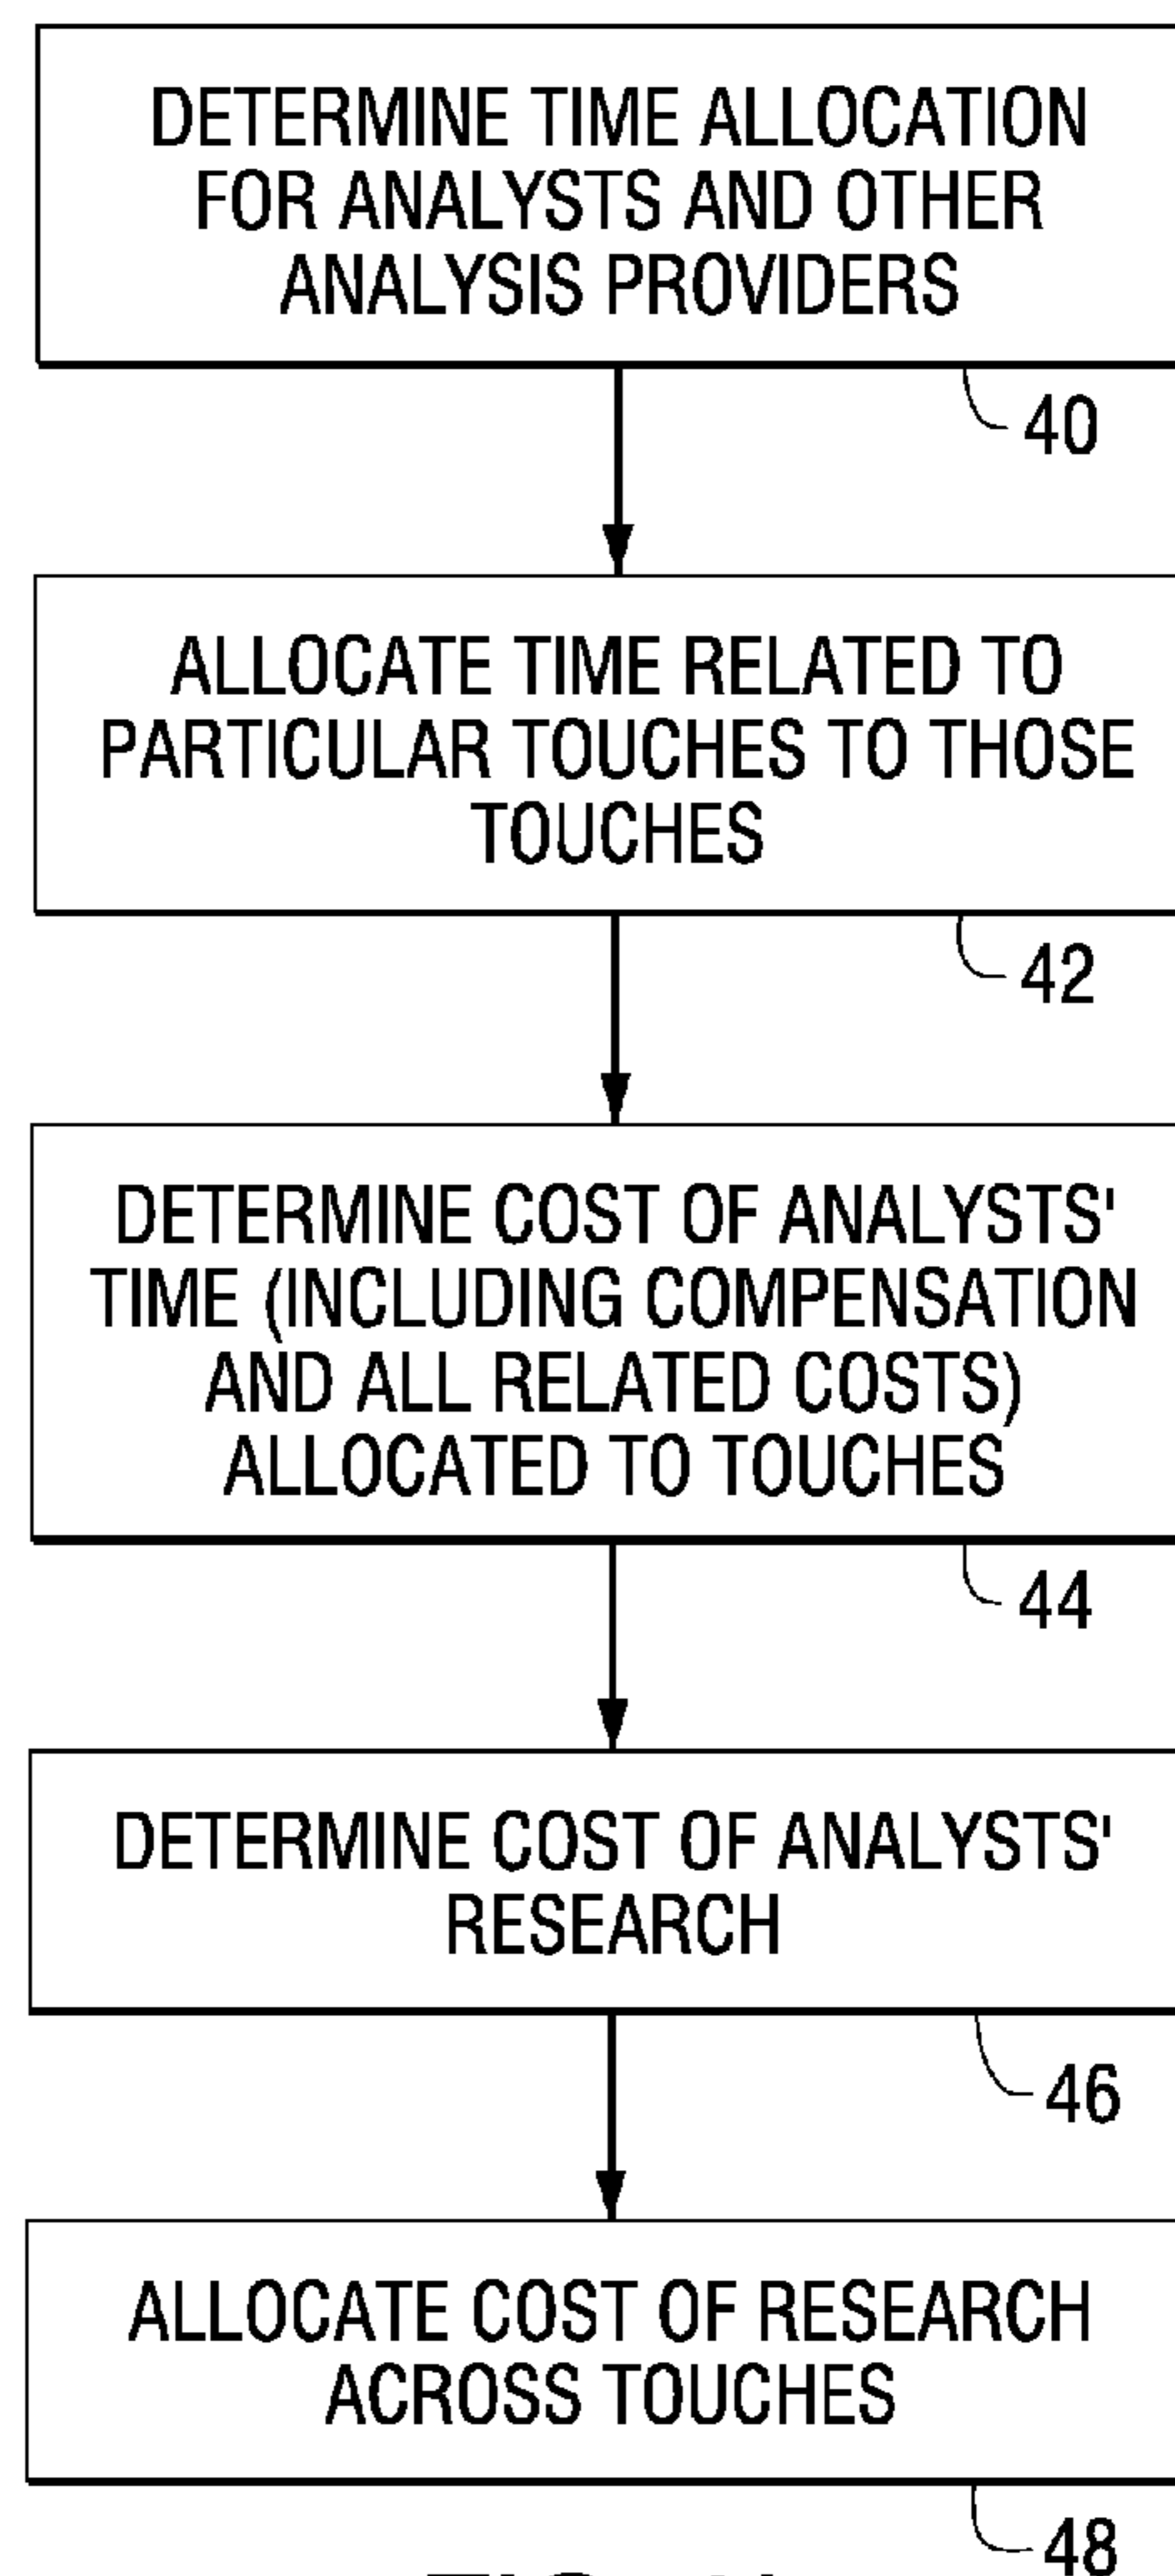 DETERMINE TIME ALLOCATION
FOR ANALYSTS AND OTHER
ANALYSIS PROVIDERS
40
ALLOCATE TIME RELATED TO
PARTICULAR TOUCHES TO THOSE
TOUCHES
42
DETERMINE COST OF ANALYSTS'
TIME (INCLUDING COMPENSATION
AND ALL RELATED COSTS)
ALLOCATED TO TOUCHES
44
DETERMINE COST OF ANALYSTS'
RESEARCH
46
ALLOCATE COST OF RESEARCH
ACROSS TOUCHES
48